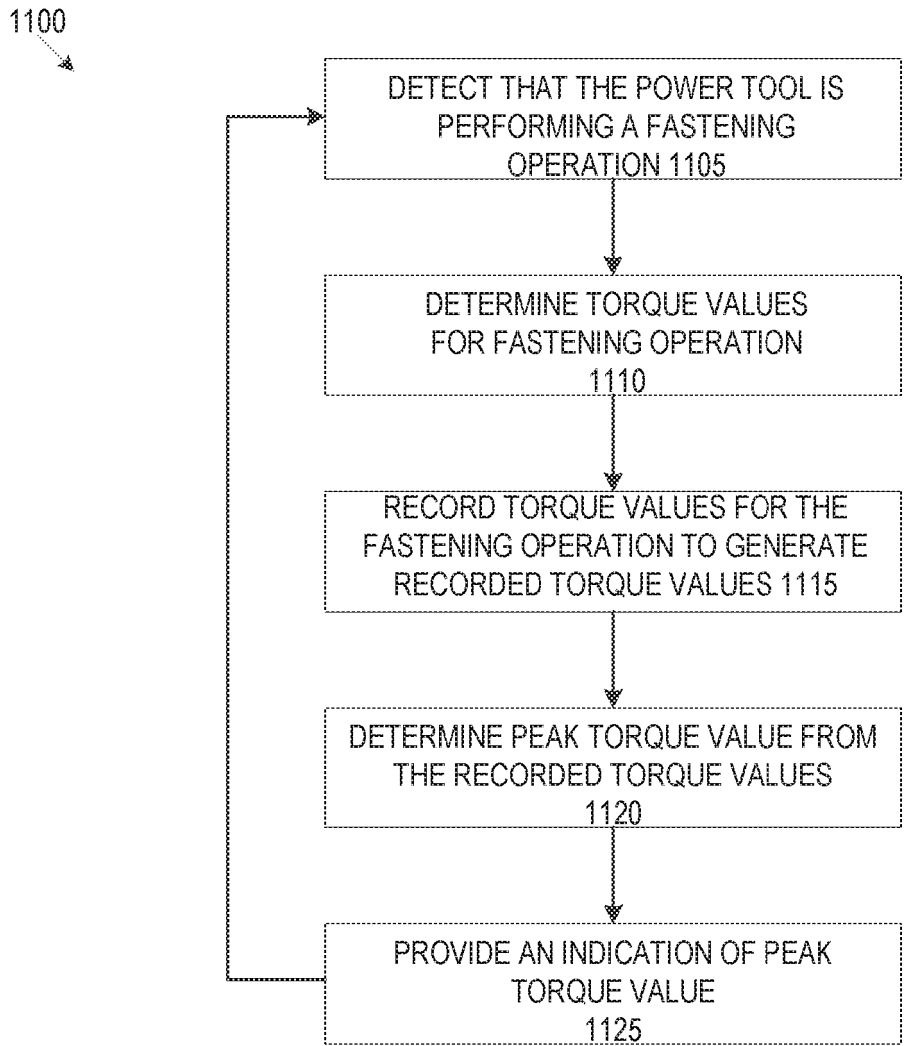 1100
DETECT THAT THE POWER TOOL IS
PERFORMING A FASTENING
OPERATION 1105
DETERMINE TORQUE VALUES
FOR FASTENING OPERATION
1110
RECORD TORQUE VALUES FOR THE
FASTENING OPERATION TO GENERATE
RECORDED TORQUE VALUES 1115
DETERMINE PEAK TORQUE VALUE FROM
THE RECORDED TORQUE VALUES
1120
PROVIDE AN INDICATION OF PEAK
TORQUE VALUE
1125